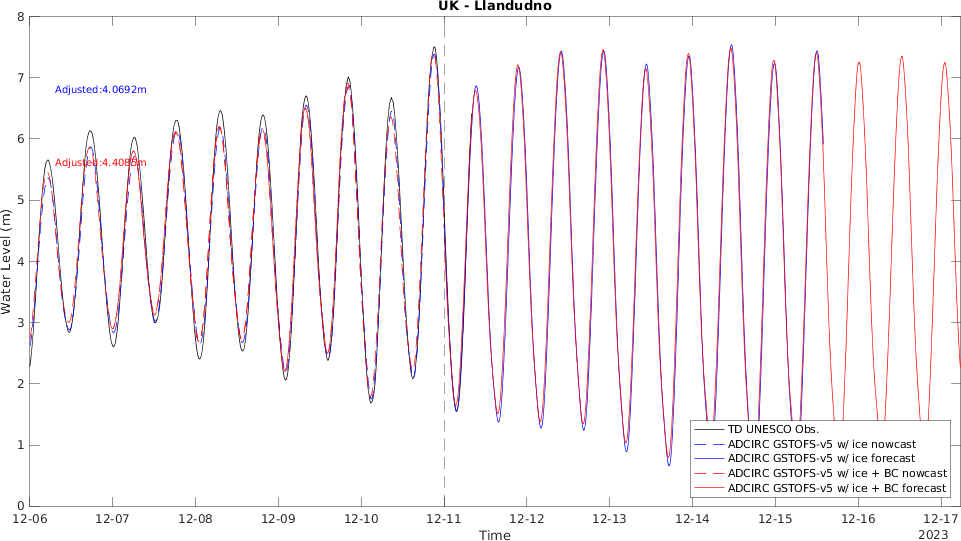 UK - Llandudno
8
7
6
5
4
3
2
1
0
Water Level (m)
Adjusted:4.0692m
Adjusted:4.4085m
TD UNESCO Obs.
ADCIRC GSTOFS-v5 w/ ice nowcast
ADCIRC GSTOFS-v5 w/ ice forecast
ADCIRC GSTOFS-v5 w/ ice + BC nowcast
ADCIRC GSTOFS-v5 w/ ice + BC forecast
12-06 12-07 12-08 12-09 12-10 12-11 12-12 12-13 12-14 12-15 12-16 12-17
Time
2023